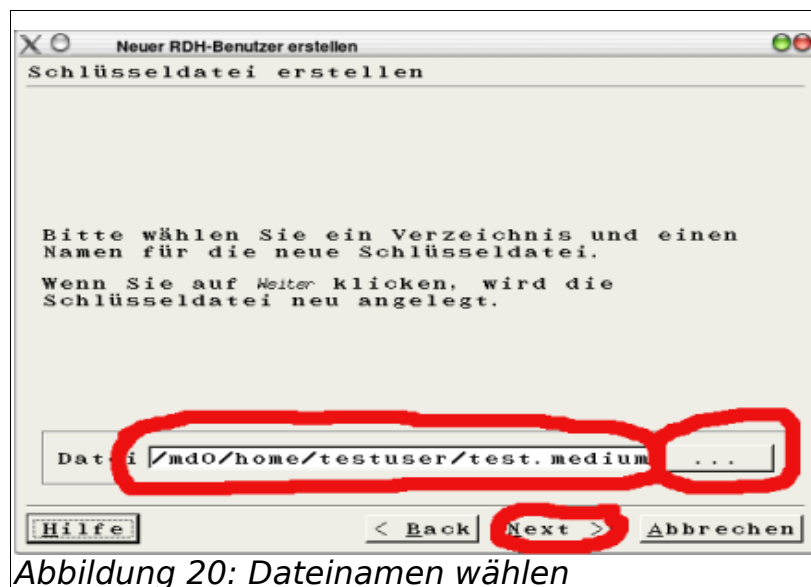 Neuer RDH-Benutzer erstellen
Schlüsseldatei erstellen
Bitte wählen Sie ein Verzeichnis und einen
Namen für die neue Schlüsseldatei.
Wenn Sie auf Weiter klicken, wird die
Schlüsseldatei neu angelegt.
Datei /md0/home/testuser/test.medium ...
Hilfe < Back Next > Abbrechen
Abbildung 20: Dateinamen wählen